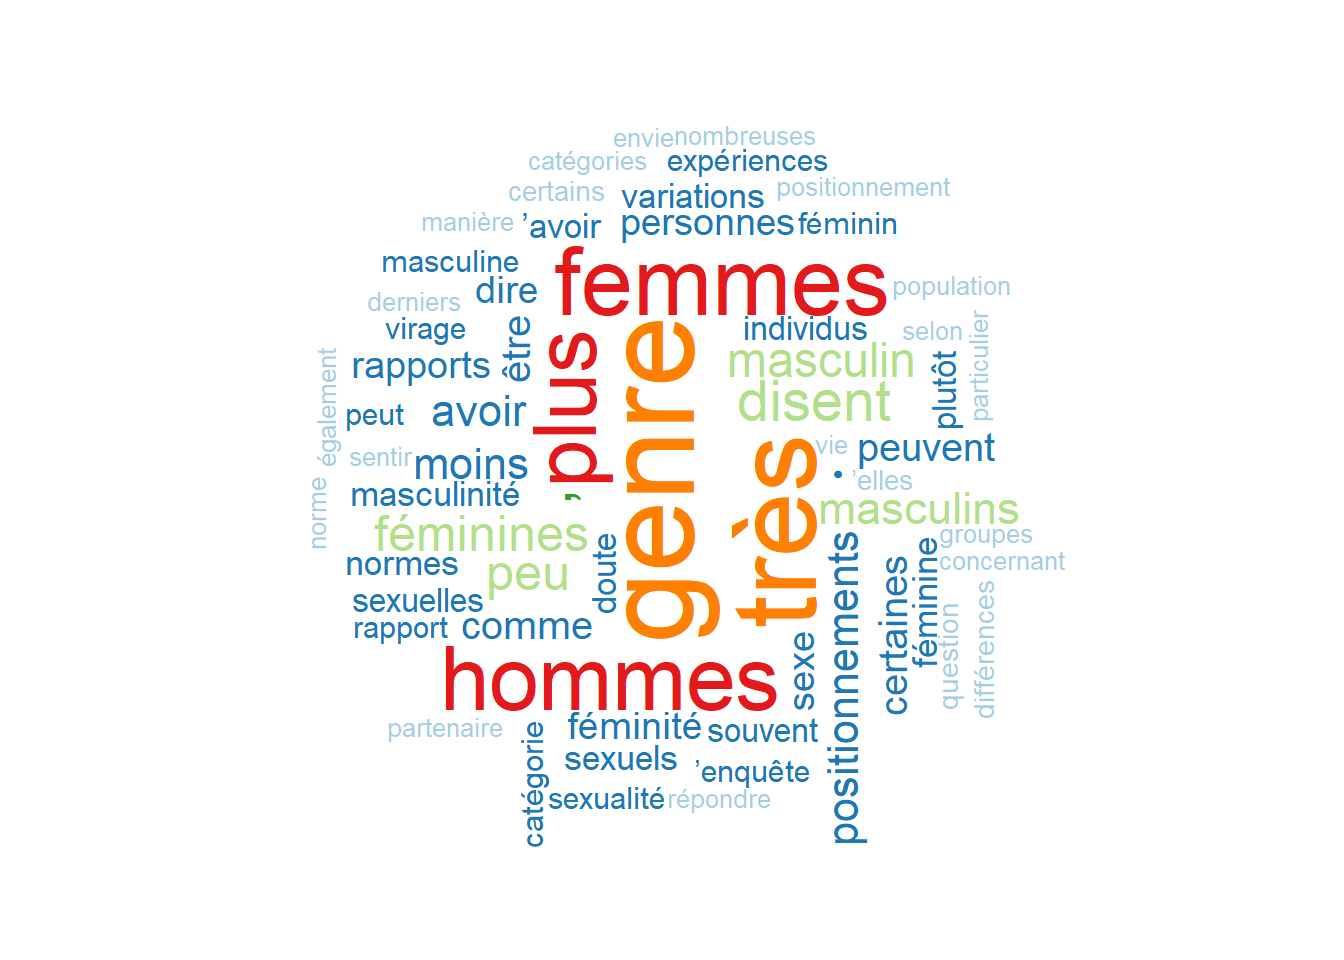 envie nombreuses
catégories expériences
certains variations positionnement
manière ’avoir personnes féminin
masculine dire femmes population
derniers
virage être individus selon particulier
rapports plus genre masculin plutôt
également peut avoir disent
sentir moins très vie peuvent
norme masculinité ’ • ’elles
féminines masculins
normes peu doute groupes
concernant
sexuelles positionnements certaines féminine
rapport comme question différences
hommes sexe
partenaire catégorie féminité souvent
sexuels ’enquête
sexualité répondre